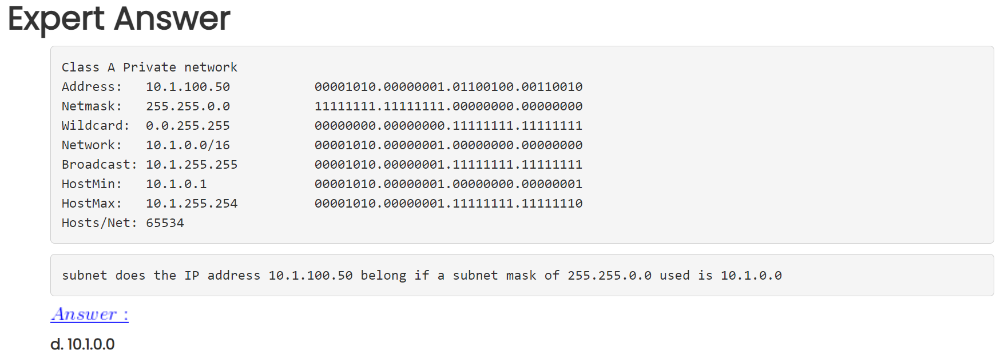 Expert Answer
Class A Private network
Address:   10.1.100.50           00001010.00000001.01100100.00110010
Netmask:   255.255.0.0           11111111.11111111.00000000.00000000
Wildcard:  0.0.255.255           00000000.00000000.11111111.11111111
Network:   10.1.0.0/16           00001010.00000001.00000000.00000000
Broadcast: 10.1.255.255          00001010.00000001.11111111.11111111
HostMin:   10.1.0.1              00001010.00000001.00000000.00000001
HostMax:   10.1.255.254          00001010.00000001.11111111.11111110
Hosts/Net: 65534
subnet does the IP address 10.1.100.50 belong if a subnet mask of 255.255.0.0 used is 10.1.0.0
Answer :
d. 10.1.0.0